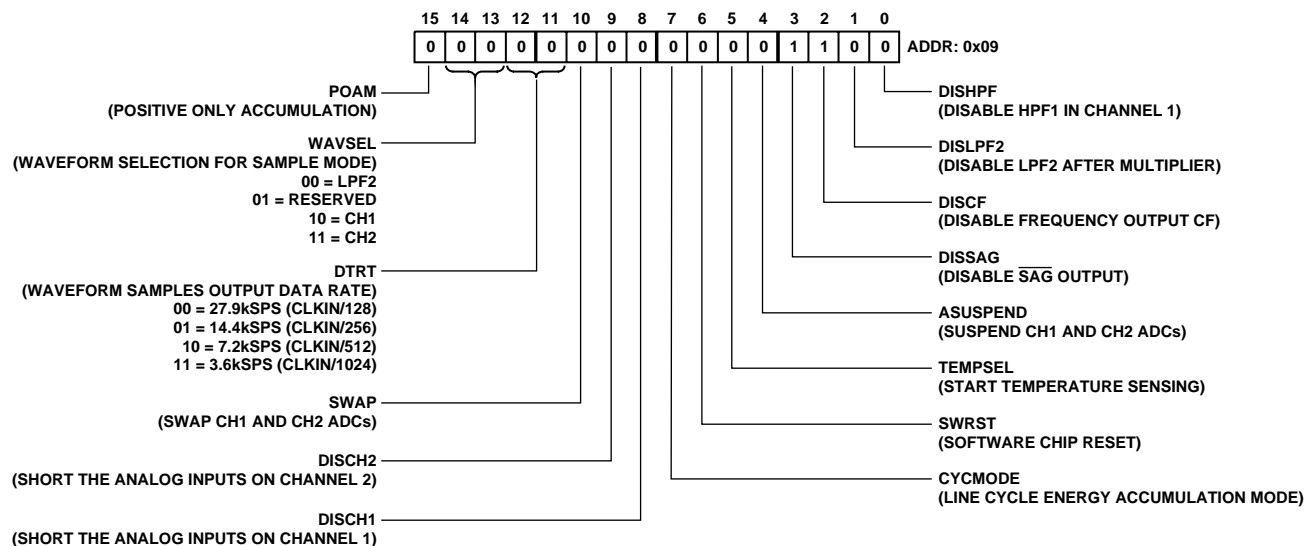 15 14 13 12 11 10 9 8 7 6 5 4 3 2 1 0
0 0 0 0 0 0 0 0 0 0 0 0 1 1 0 0 ADDR: 0x09
POAM
(POSITIVE ONLY ACCUMULATION)
WAVSEL
(WAVEFORM SELECTION FOR SAMPLE MODE)
00 = LPF2
01 = RESERVED
10 = CH1
11 = CH2
DTRT
(WAVEFORM SAMPLES OUTPUT DATA RATE)
00 = 27.9kSPS (CLKIN/128)
01 = 14.4kSPS (CLKIN/256)
10 = 7.2kSPS (CLKIN/512)
11 = 3.6kSPS (CLKIN/1024)
SWAP
(SWAP CH1 AND CH2 ADCs)
DISCH2
(SHORT THE ANALOG INPUTS ON CHANNEL 2)
DISCH1
(SHORT THE ANALOG INPUTS ON CHANNEL 1)
DISHPF
(DISABLE HPF1 IN CHANNEL 1)
DISLPF2
(DISABLE LPF2 AFTER MULTIPLIER)
DISCF
(DISABLE FREQUENCY OUTPUT CF)
DISSAG
(DISABLE S̅A̅G̅ OUTPUT)
ASUSPEND
(SUSPEND CH1 AND CH2 ADCs)
TEMPSEL
(START TEMPERATURE SENSING)
SWRST
(SOFTWARE CHIP RESET)
CYCMODE
(LINE CYCLE ENERGY ACCUMULATION MODE)